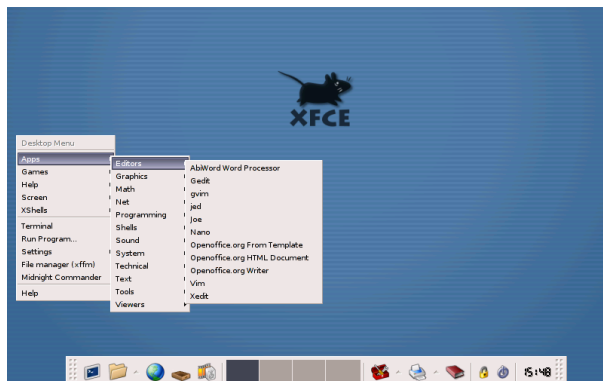 XFCE
Desktop Menu
Apps
Games
Help
Screen
XShells
Terminal
Run Program...
Settings
File manager (xffm)
Midnight Commander
Help
Editors
Graphics
Math
Net
Programming
Shells
Sound
System
Technical
Text
Tools
Viewers
AbiWord Word Processor
Gedit
gvim
jed
Joe
Nano
Openoffice.org From Template
Openoffice.org HTML Document
Openoffice.org Writer
Vim
Xedit
15:48